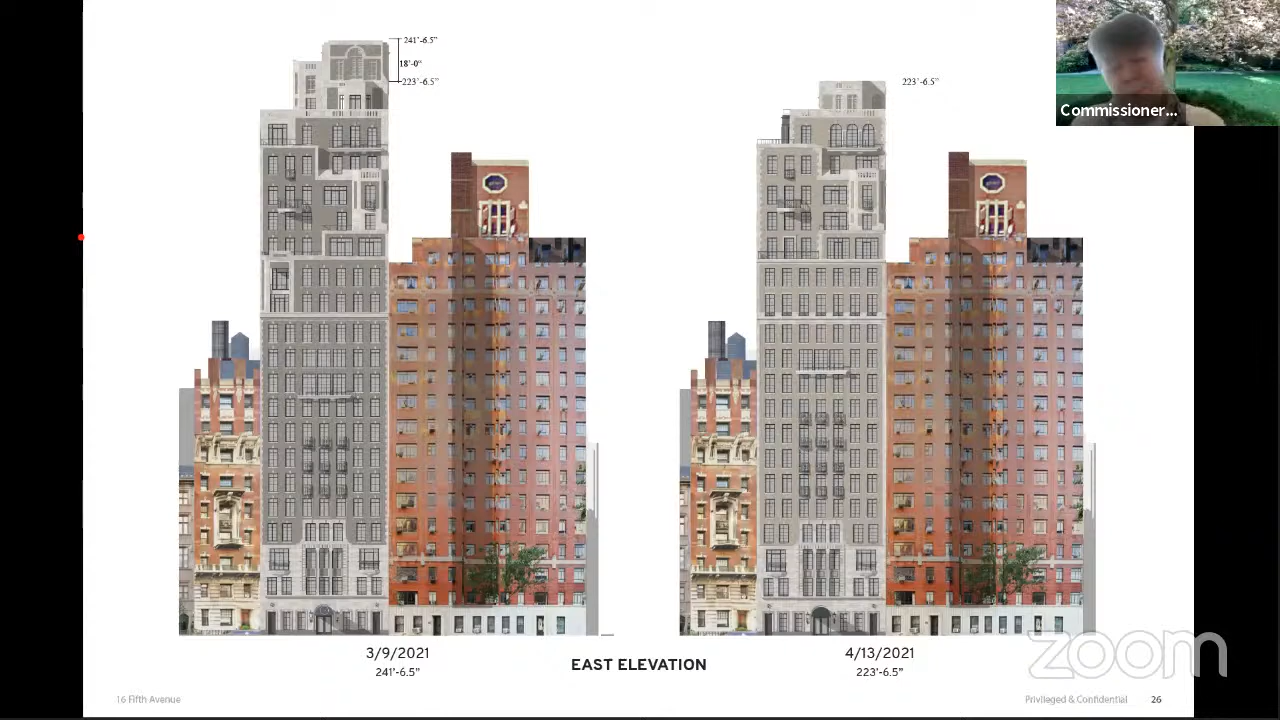 241'-6.5"
18'-0"
223'-6.5"
223'-6.5"
Commissioner...
3/9/2021
241'-6.5"
EAST ELEVATION
4/13/2021
223'-6.5"
zoom
16 Fifth Avenue
Privileged & Confidential 26